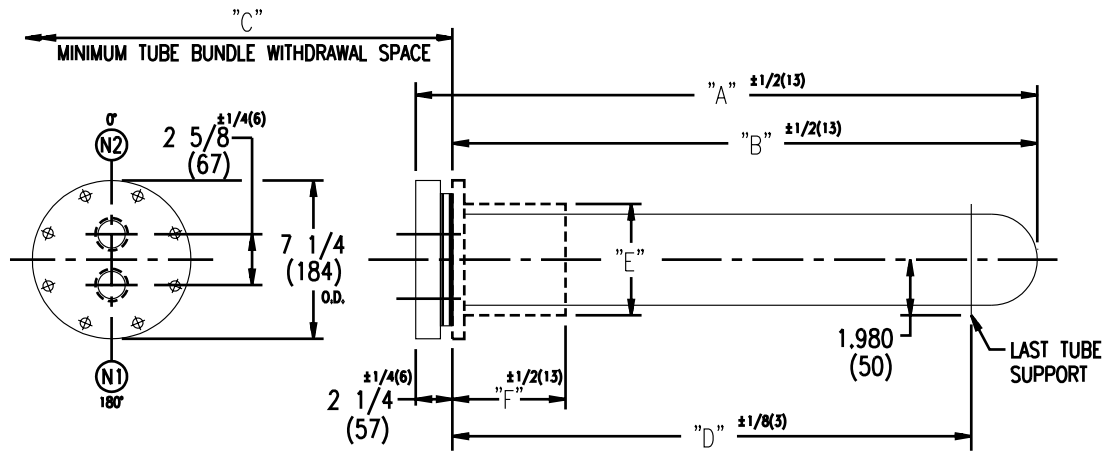 "C"
MINIMUM TUBE BUNDLE WITHDRAWAL SPACE
"A" ±1/2(13)
"B" ±1/2(13)
0°
N2
±1/4(6)
2 5/8
(67)
7 1/4
(184)
O.D.
"E"
1.980
(50)
LAST TUBE
SUPPORT
N1
180°
±1/4(6)
2 1/4
(57)
±1/2(13)
"F"
"D" ±1/8(3)